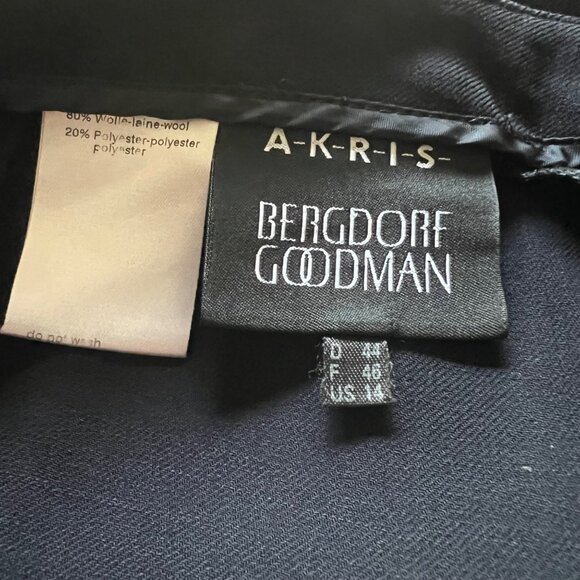 80% Wolle-laine-wool
20% Polyester-polyester
polyester
do not wash
A-K-R-I-S-
BERGDORF
GOODMAN
D 44
F 46
US 14